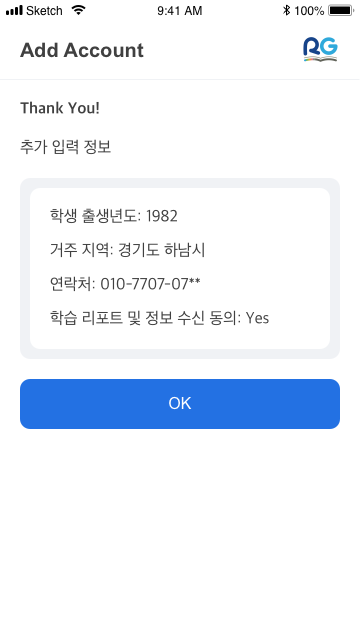 Sketch 9:41 AM 100%
Add Account RG
Thank You!
추가 입력 정보
학생 출생년도: 1982
거주 지역: 경기도 하남시
연락처: 010-7707-07**
학습 리포트 및 정보 수신 동의: Yes
OK